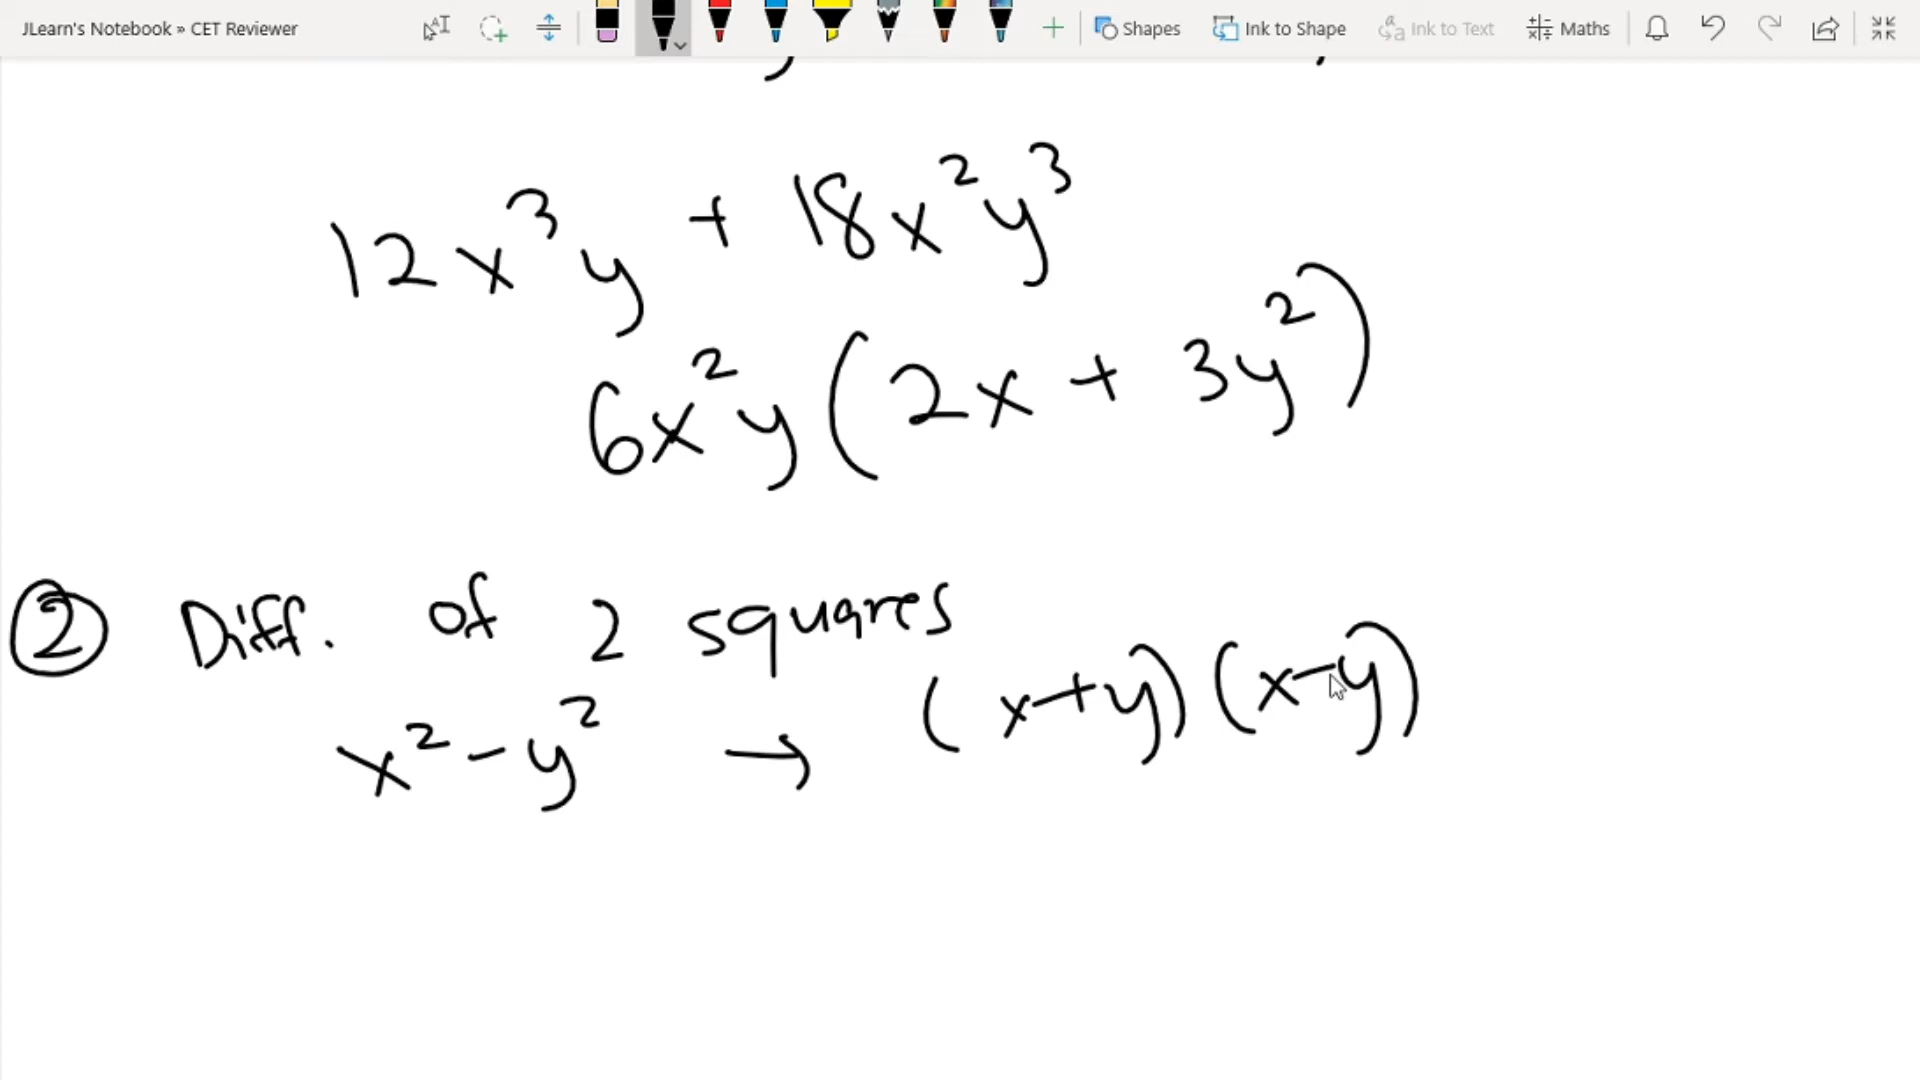 JLearn's Notebook » CET Reviewer
Shapes
Ink to Shape
Ink to Text
Maths
12x³y + 18x²y³
6x²y(2x + 3y²)
② Diff. of 2 squares
x² - y² → (x+y)(x-y)